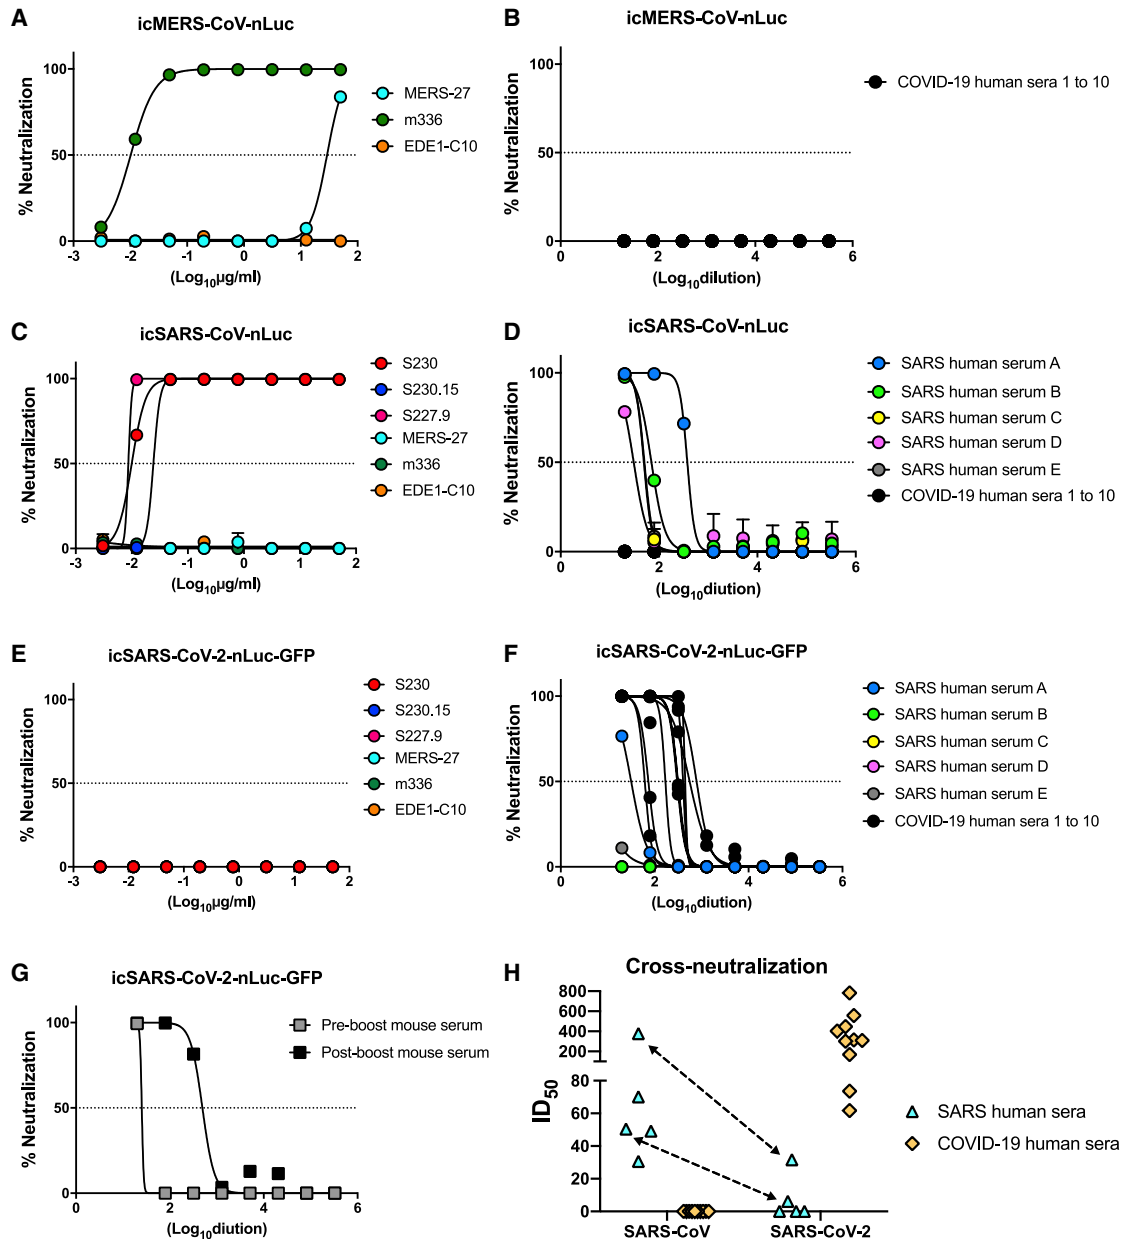 A
icMERS-CoV-nLuc
% Neutralization
100
50
0
-3
-2
-1
0
1
2
(Log10µg/ml)
MERS-27
m336
EDE1-C10
B
icMERS-CoV-nLuc
% Neutralization
100
50
0
0
2
4
6
(Log10dilution)
COVID-19 human sera 1 to 10
C
icSARS-CoV-nLuc
% Neutralization
100
50
0
-3
-2
-1
0
1
2
(Log10µg/ml)
S230
S230.15
S227.9
MERS-27
m336
EDE1-C10
D
icSARS-CoV-nLuc
% Neutralization
100
50
0
0
2
4
6
(Log10dution)
SARS human serum A
SARS human serum B
SARS human serum C
SARS human serum D
SARS human serum E
COVID-19 human sera 1 to 10
E
icSARS-CoV-2-nLuc-GFP
% Neutralization
100
50
0
-3
-2
-1
0
1
2
(Log10µg/ml)
S230
S230.15
S227.9
MERS-27
m336
EDE1-C10
F
icSARS-CoV-2-nLuc-GFP
% Neutralization
100
50
0
0
2
4
6
(Log10dution)
SARS human serum A
SARS human serum B
SARS human serum C
SARS human serum D
SARS human serum E
COVID-19 human sera 1 to 10
G
icSARS-CoV-2-nLuc-GFP
% Neutralization
100
50
0
0
2
4
6
(Log10dution)
Pre-boost mouse serum
Post-boost mouse serum
H
Cross-neutralization
ID50
800
600
400
200
80
60
40
20
0
SARS-CoV
SARS-CoV-2
SARS human sera
COVID-19 human sera